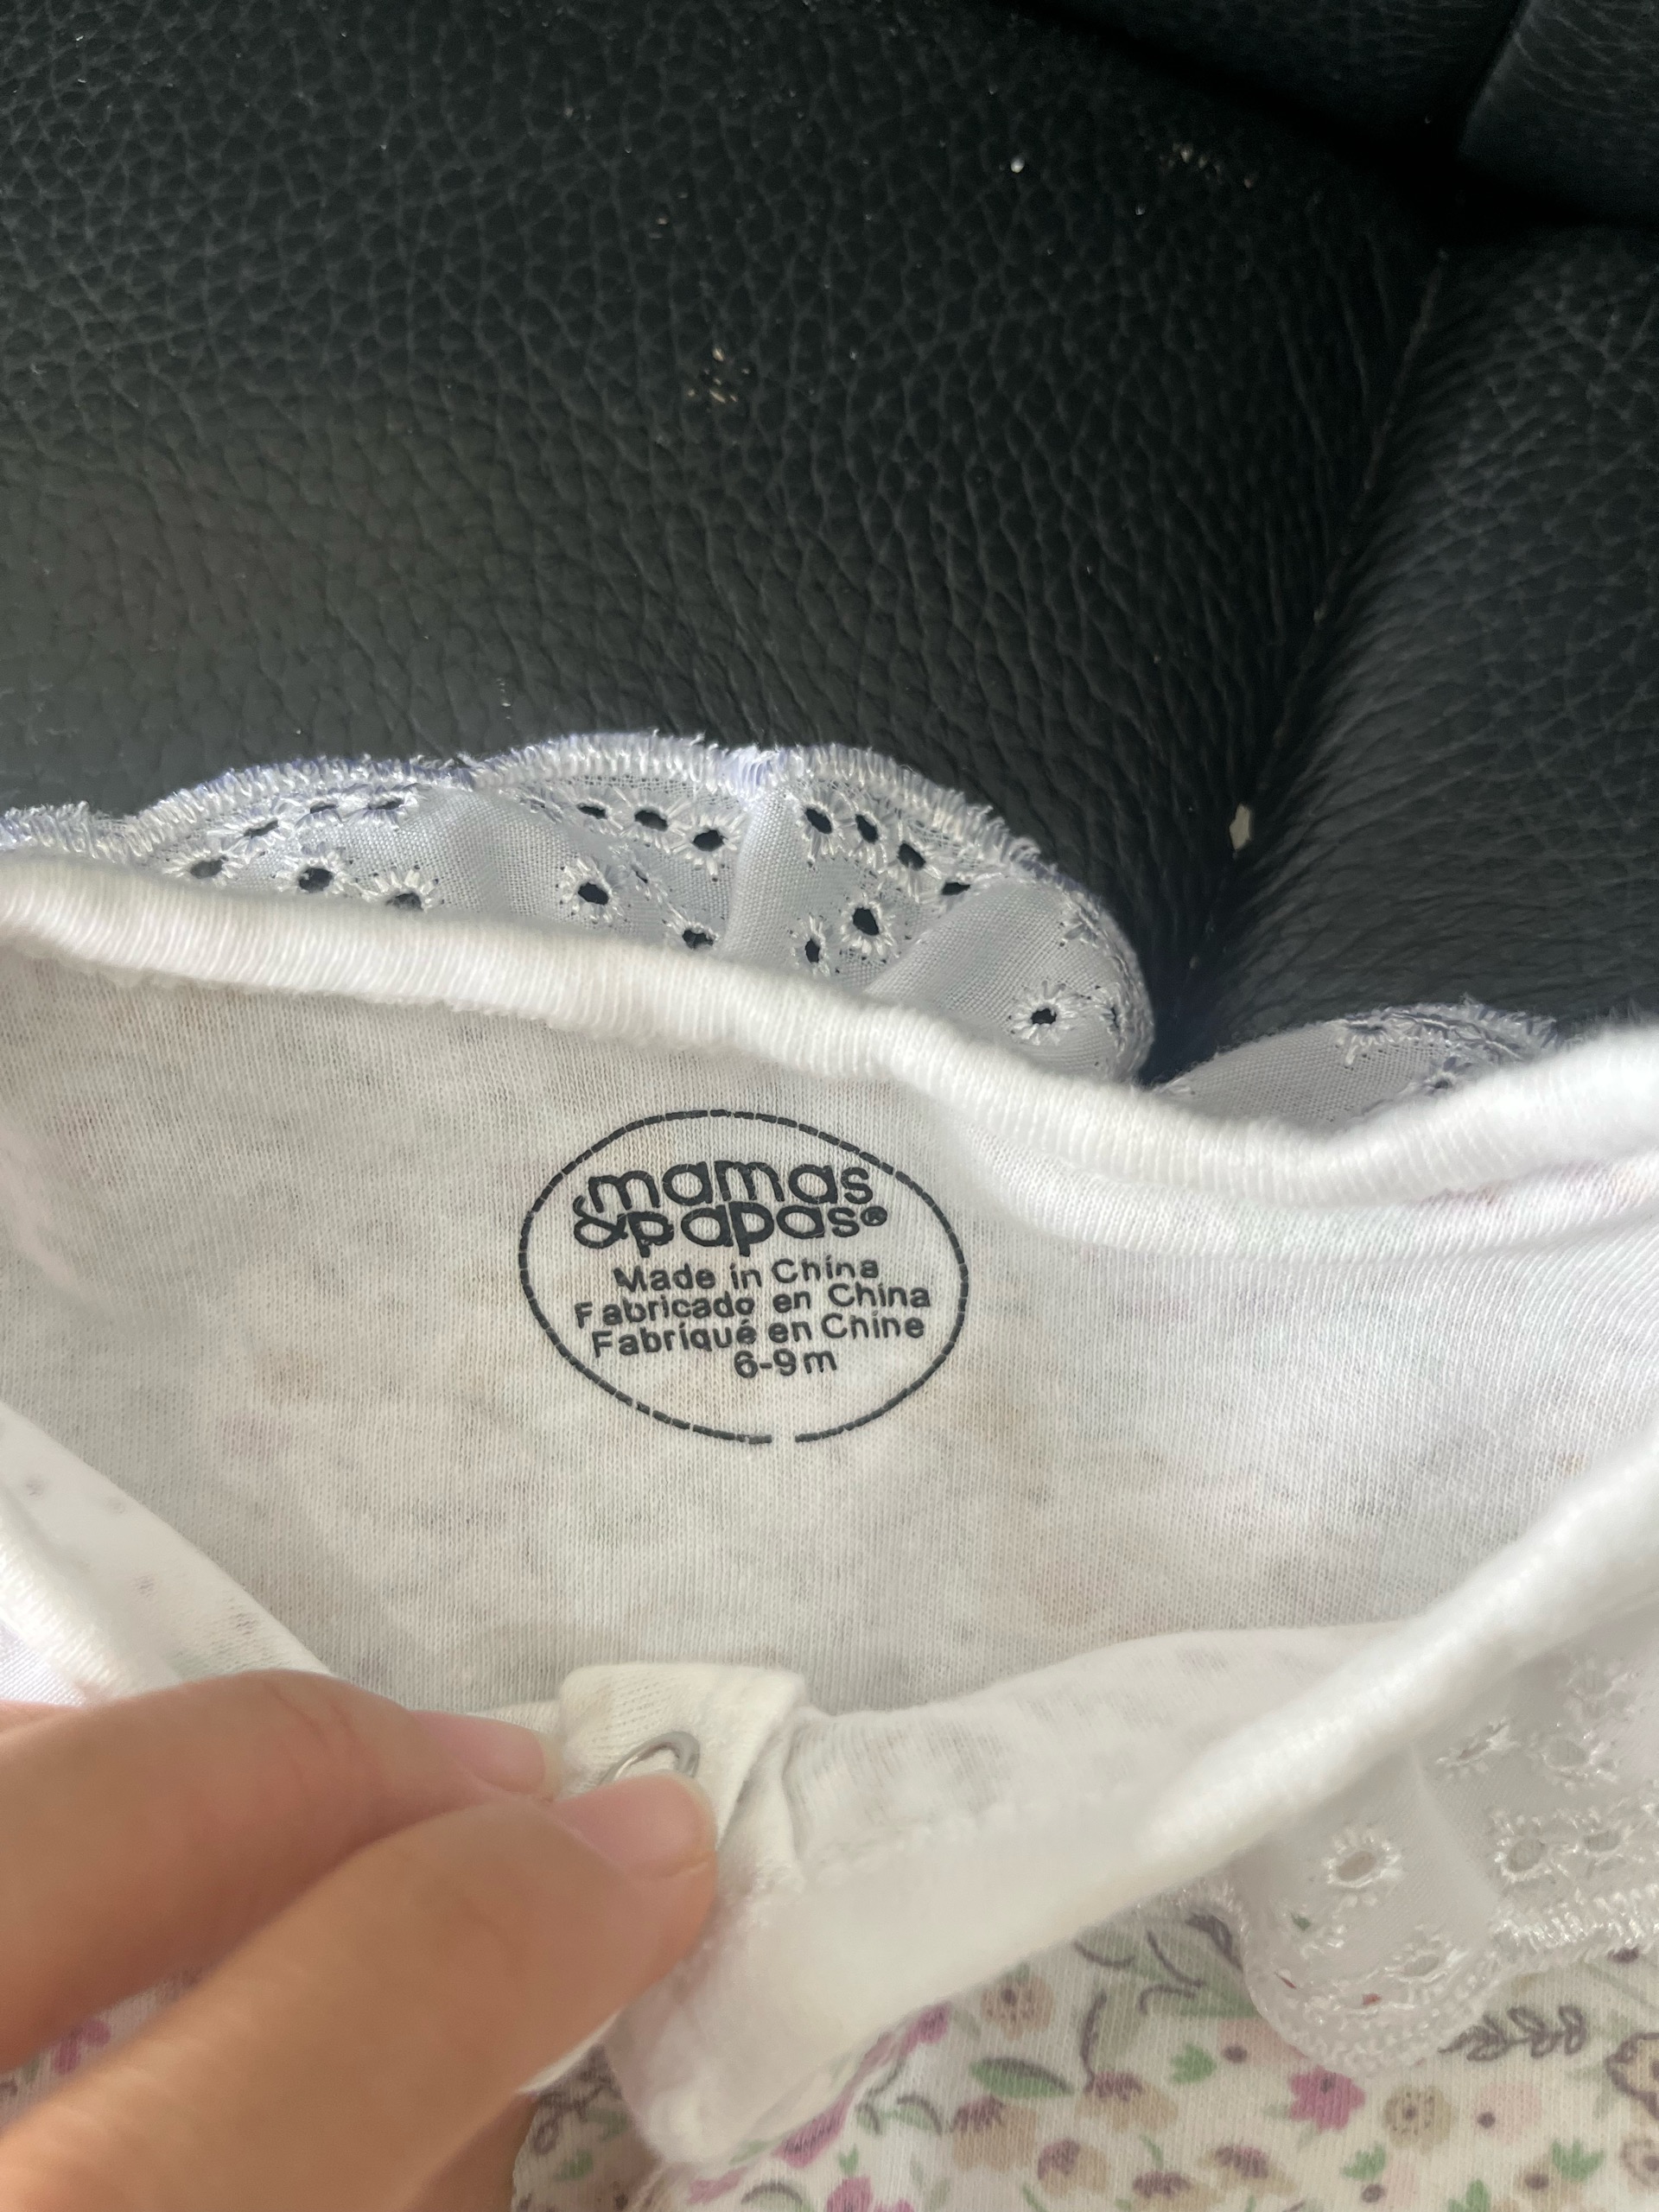 mamas
&papas®
Made in China
Fabricado en China
Fabriqué en Chine
6-9m